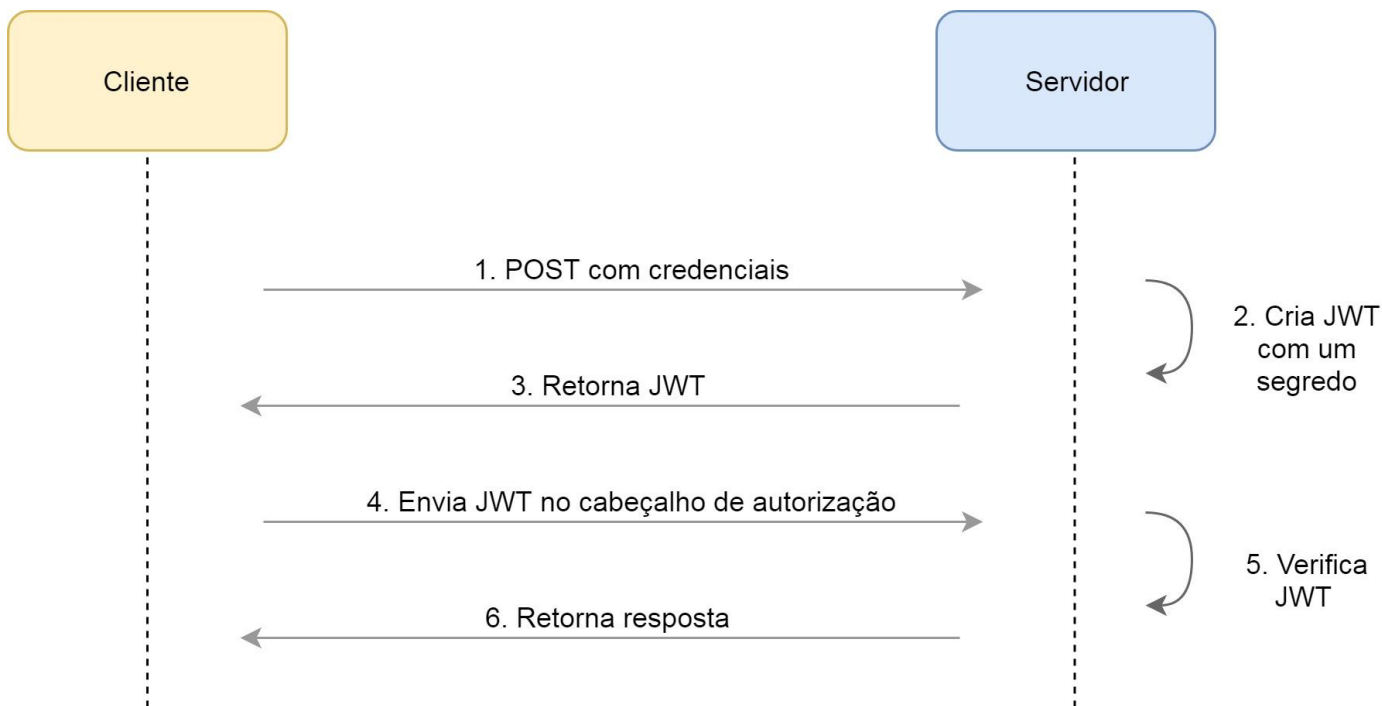 Cliente
Servidor
1. POST com credenciais
2. Cria JWT
com um
segredo
3. Retorna JWT
4. Envia JWT no cabeçalho de autorização
5. Verifica
JWT
6. Retorna resposta